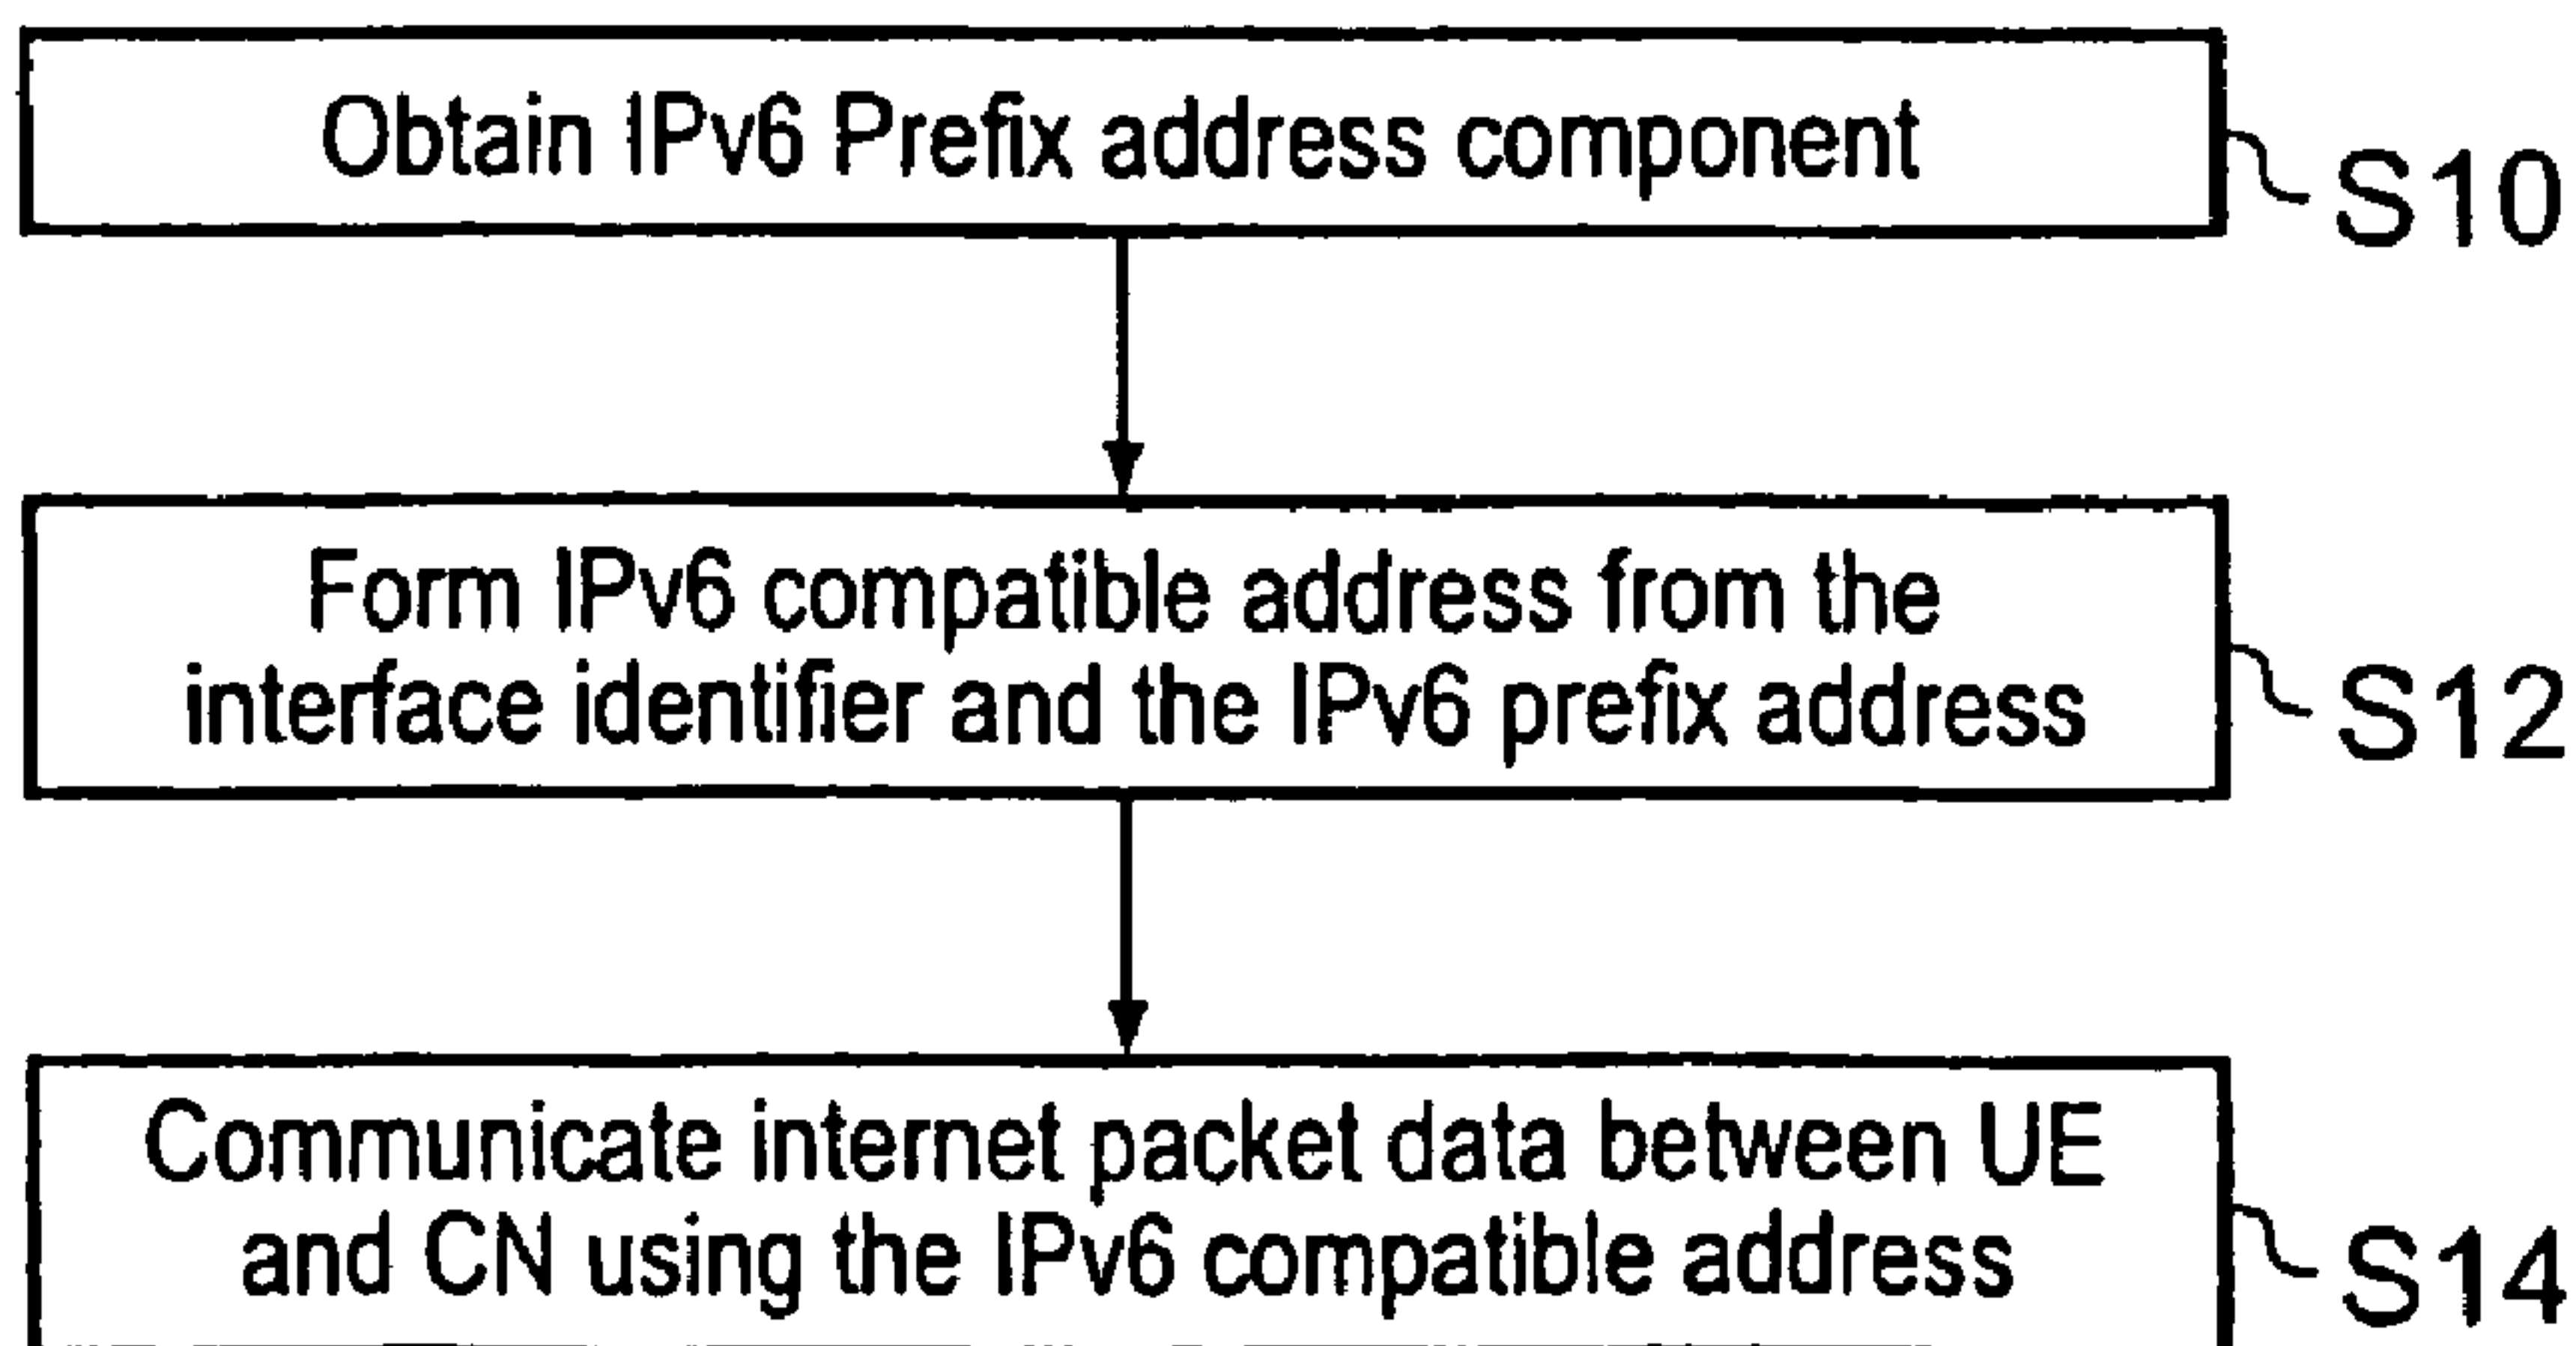 Obtain IPv6 Prefix address component
S10
Form IPv6 compatible address from the
interface identifier and the IPv6 prefix address
S12
Communicate internet packet data between UE
and CN using the IPv6 compatible address
S14